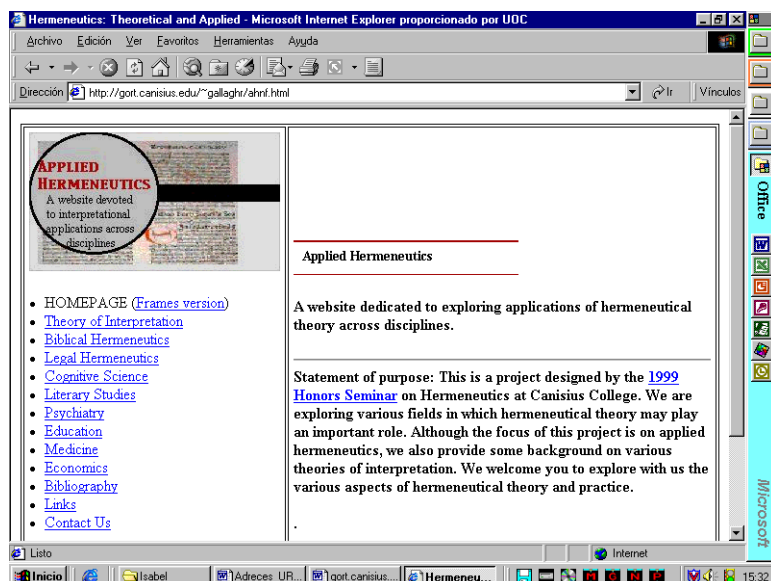 Hermeneutics: Theoretical and Applied - Microsoft Internet Explorer proporcionado por UOC
Archivo Edición Ver Favoritos Herramientas Ayuda
Dirección http://gort.canisius.edu/~gallaghr/ahnf.html Ir Vínculos
APPLIED
HERMENEUTICS
A website devoted
to interpretational
applications across
disciplines
HOMEPAGE (Frames version)
Theory of Interpretation
Biblical Hermeneutics
Legal Hermeneutics
Cognitive Science
Literary Studies
Psychiatry
Education
Medicine
Economics
Bibliography
Links
Contact Us
Applied Hermeneutics
A website dedicated to exploring applications of hermeneutical
theory across disciplines.
Statement of purpose: This is a project designed by the 1999
Honors Seminar on Hermeneutics at Canisius College. We are
exploring various fields in which hermeneutical theory may play
an important role. Although the focus of this project is on applied
hermeneutics, we also provide some background on various
theories of interpretation. We welcome you to explore with us the
various aspects of hermeneutical theory and practice.
.
Office
Microsoft
Listo Internet
Inicio Isabel Adreces_UR... gort.canisius.... Hermeneu... M O N P 15:32